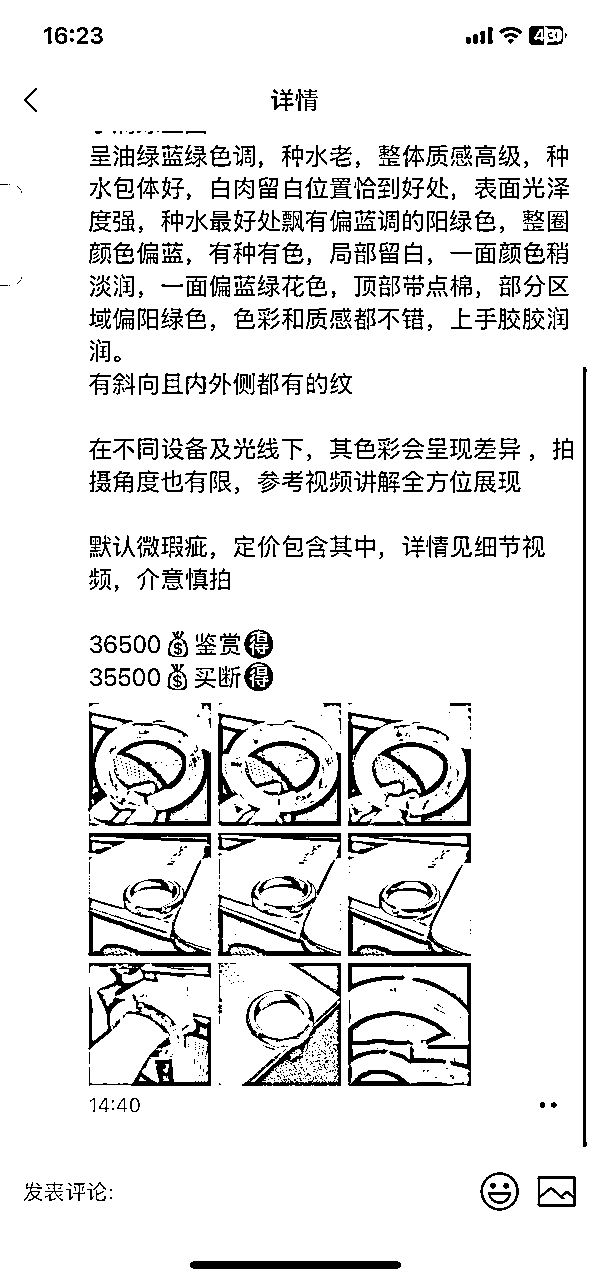 16:23
详情
呈油绿蓝绿色调，种水老，整体质感高级，种
水包体好，白肉留白位置恰到好处，表面光泽
度强，种水最好处飘有偏蓝调的阳绿色，整圈
颜色偏蓝，有种有色，局部留白，一面颜色稍
淡润，一面偏蓝绿花色，顶部带点棉，部分区
域偏阳绿色，色彩和质感都不错，上手胶胶润
润。
有斜向且内外侧都有的纹
在不同设备及光线下，其色彩会呈现差异 ，拍
摄角度也有限，参考视频讲解全方位展现
默认微瑕疵，定价包含其中，详情见细节视
频，介意慎拍
36500💰鉴赏🉐
35500💰买断🉐
14:40
发表评论: